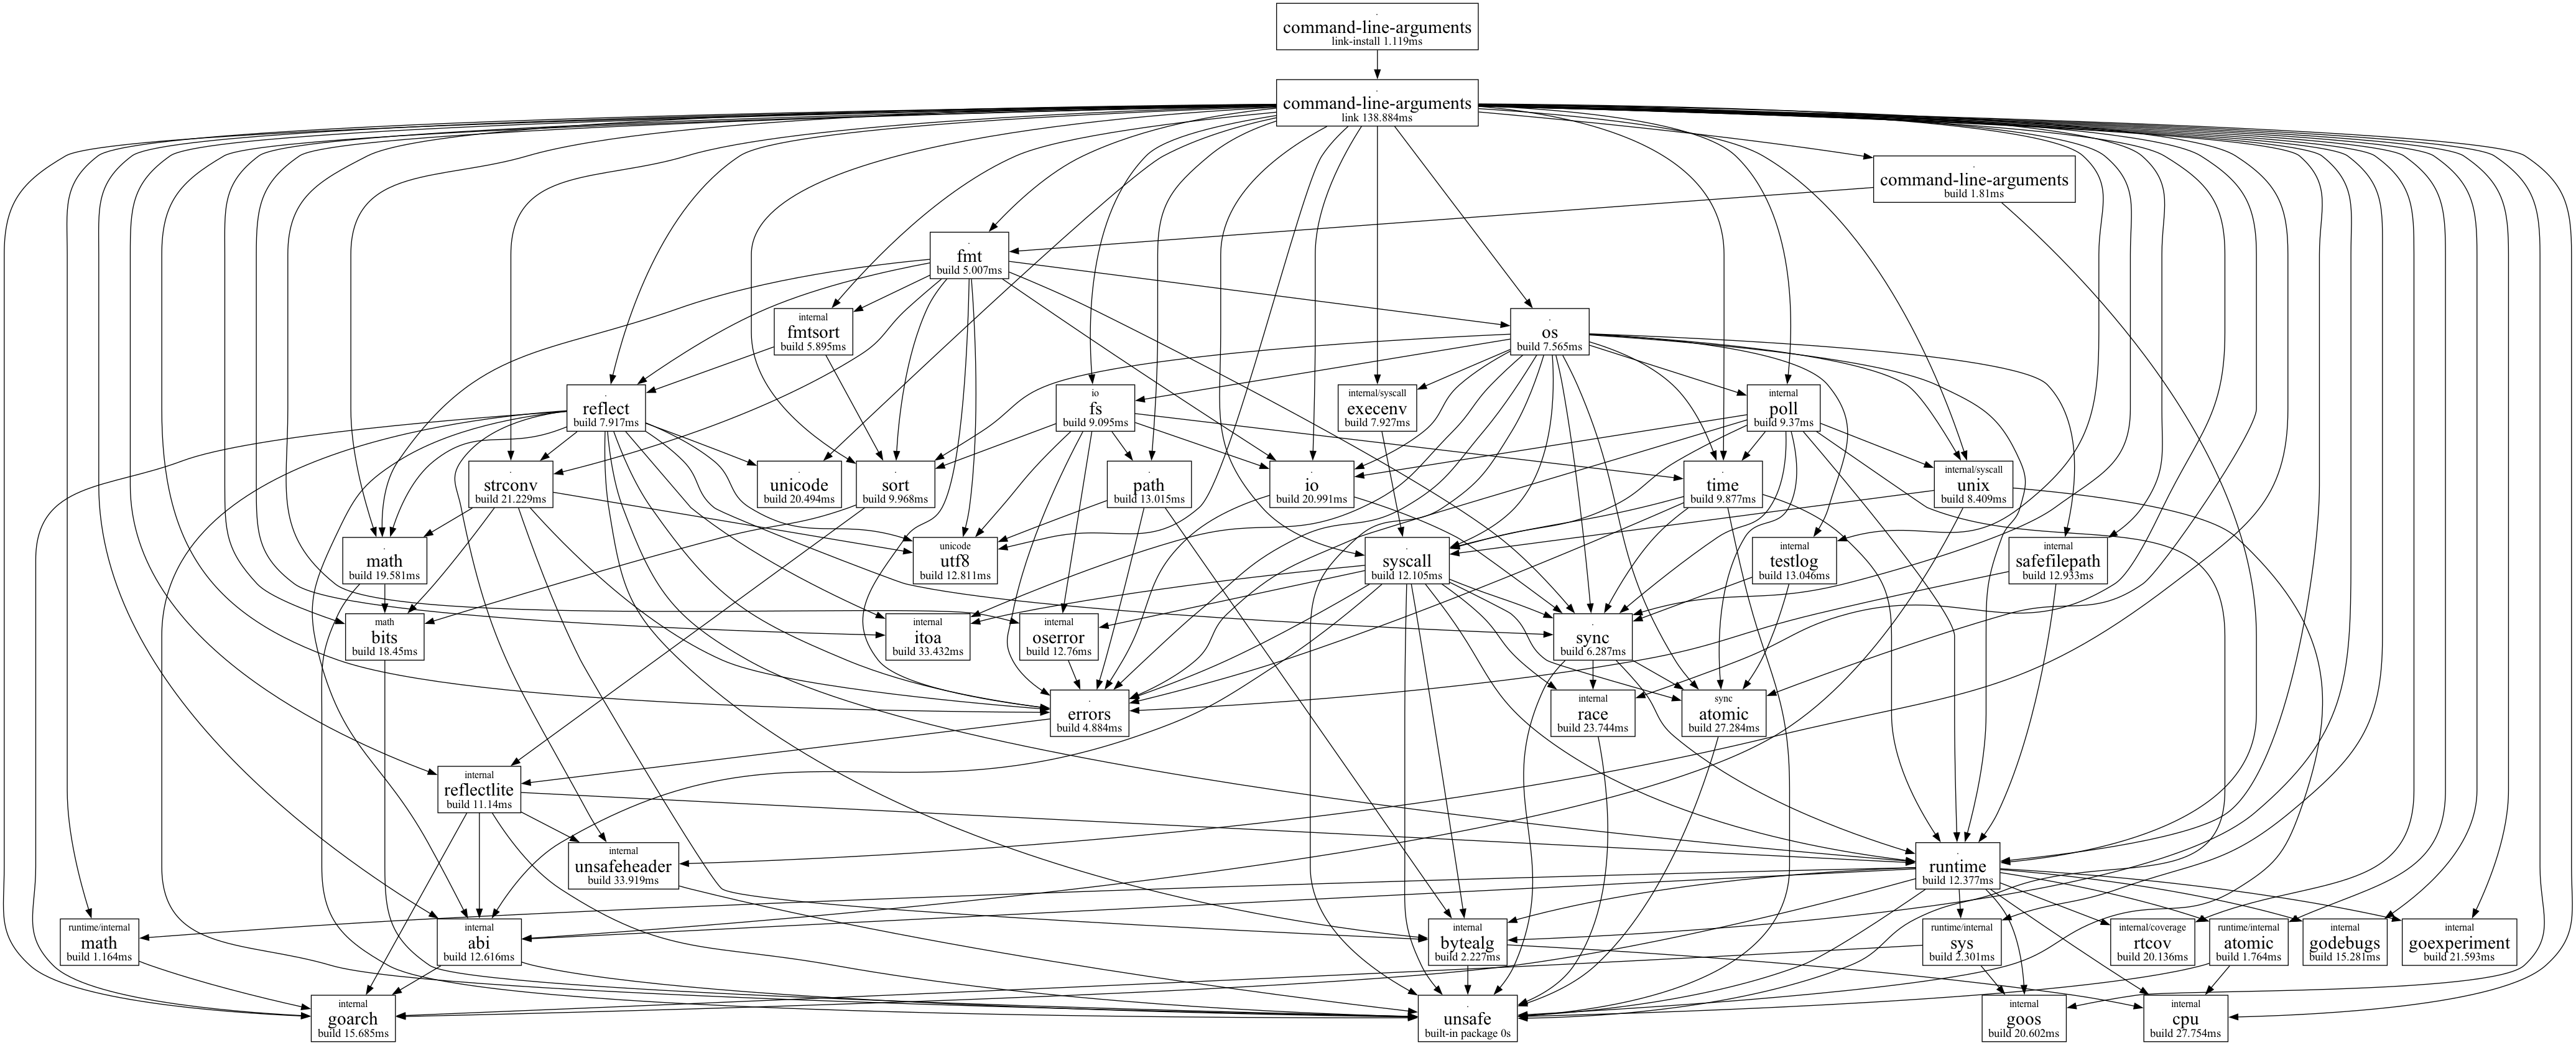 .
command-line-arguments
link-install 1.119ms
.
command-line-arguments
link 138.884ms
.
command-line-arguments
build 1.81ms
.
fmt
build 5.007ms
internal
fmtsort
build 5.895ms
.
os
build 7.565ms
.
reflect
build 7.917ms
io
fs
build 9.095ms
internal/syscall
execenv
build 7.927ms
internal
poll
build 9.37ms
.
strconv
build 21.229ms
.
unicode
build 20.494ms
.
sort
build 9.968ms
.
path
build 13.015ms
.
io
build 20.991ms
.
time
build 9.877ms
internal/syscall
unix
build 8.409ms
.
math
build 19.581ms
unicode
utf8
build 12.811ms
.
syscall
build 12.105ms
internal
testlog
build 13.046ms
internal
safefilepath
build 12.933ms
math
bits
build 18.45ms
internal
itoa
build 33.432ms
internal
oserror
build 12.76ms
.
sync
build 6.287ms
.
errors
build 4.884ms
internal
race
build 23.744ms
sync
atomic
build 27.284ms
internal
reflectlite
build 11.14ms
internal
unsafeheader
build 33.919ms
.
runtime
build 12.377ms
runtime/internal
math
build 1.164ms
internal
abi
build 12.616ms
internal
bytealg
build 2.227ms
runtime/internal
sys
build 2.301ms
internal/coverage
rtcov
build 20.136ms
runtime/internal
atomic
build 1.764ms
internal
godebugs
build 15.281ms
internal
goexperiment
build 21.593ms
internal
goarch
build 15.685ms
.
unsafe
built-in package 0s
internal
goos
build 20.602ms
internal
cpu
build 27.754ms